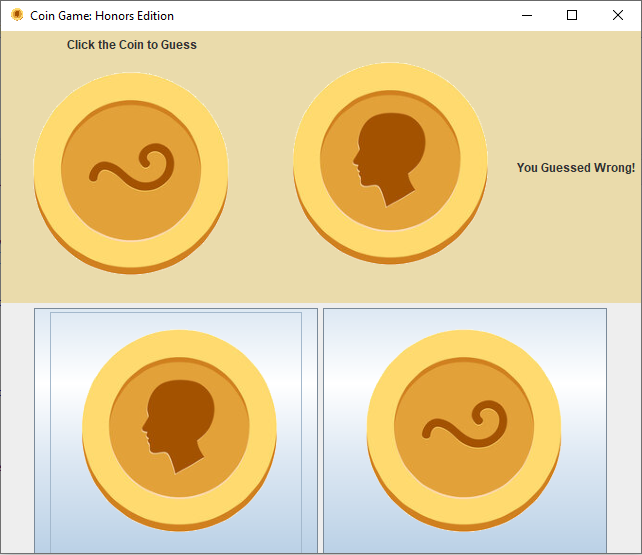 Coin Game: Honors Edition
Click the Coin to Guess
You Guessed Wrong!